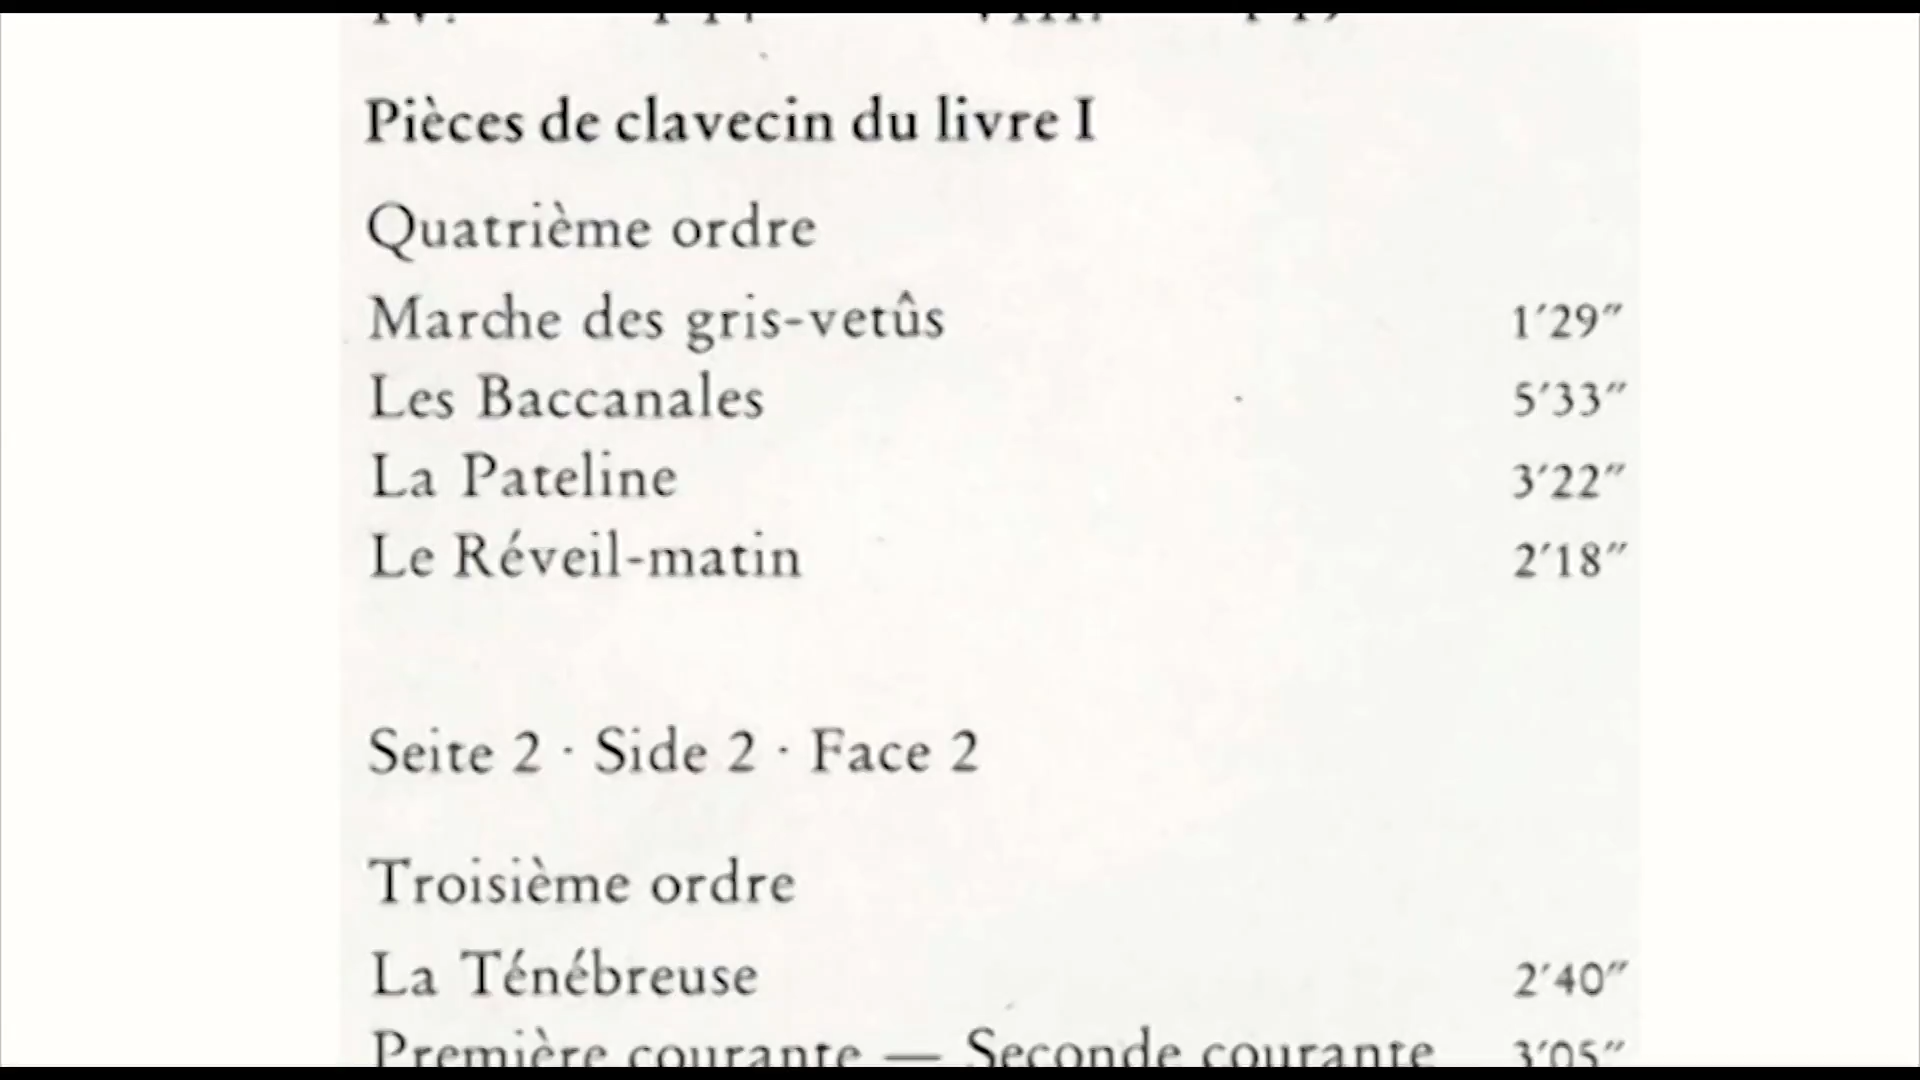 Pièces de clavecin du livre I
Quatrième ordre
Marche des gris-vetûs 1′29″
Les Baccanales 5′33″
La Pateline 3′22″
Le Réveil-matin 2′18″
Seite 2 · Side 2 · Face 2
Troisième ordre
La Ténébreuse 2′40″
Première courante — Seconde courante 3′05″